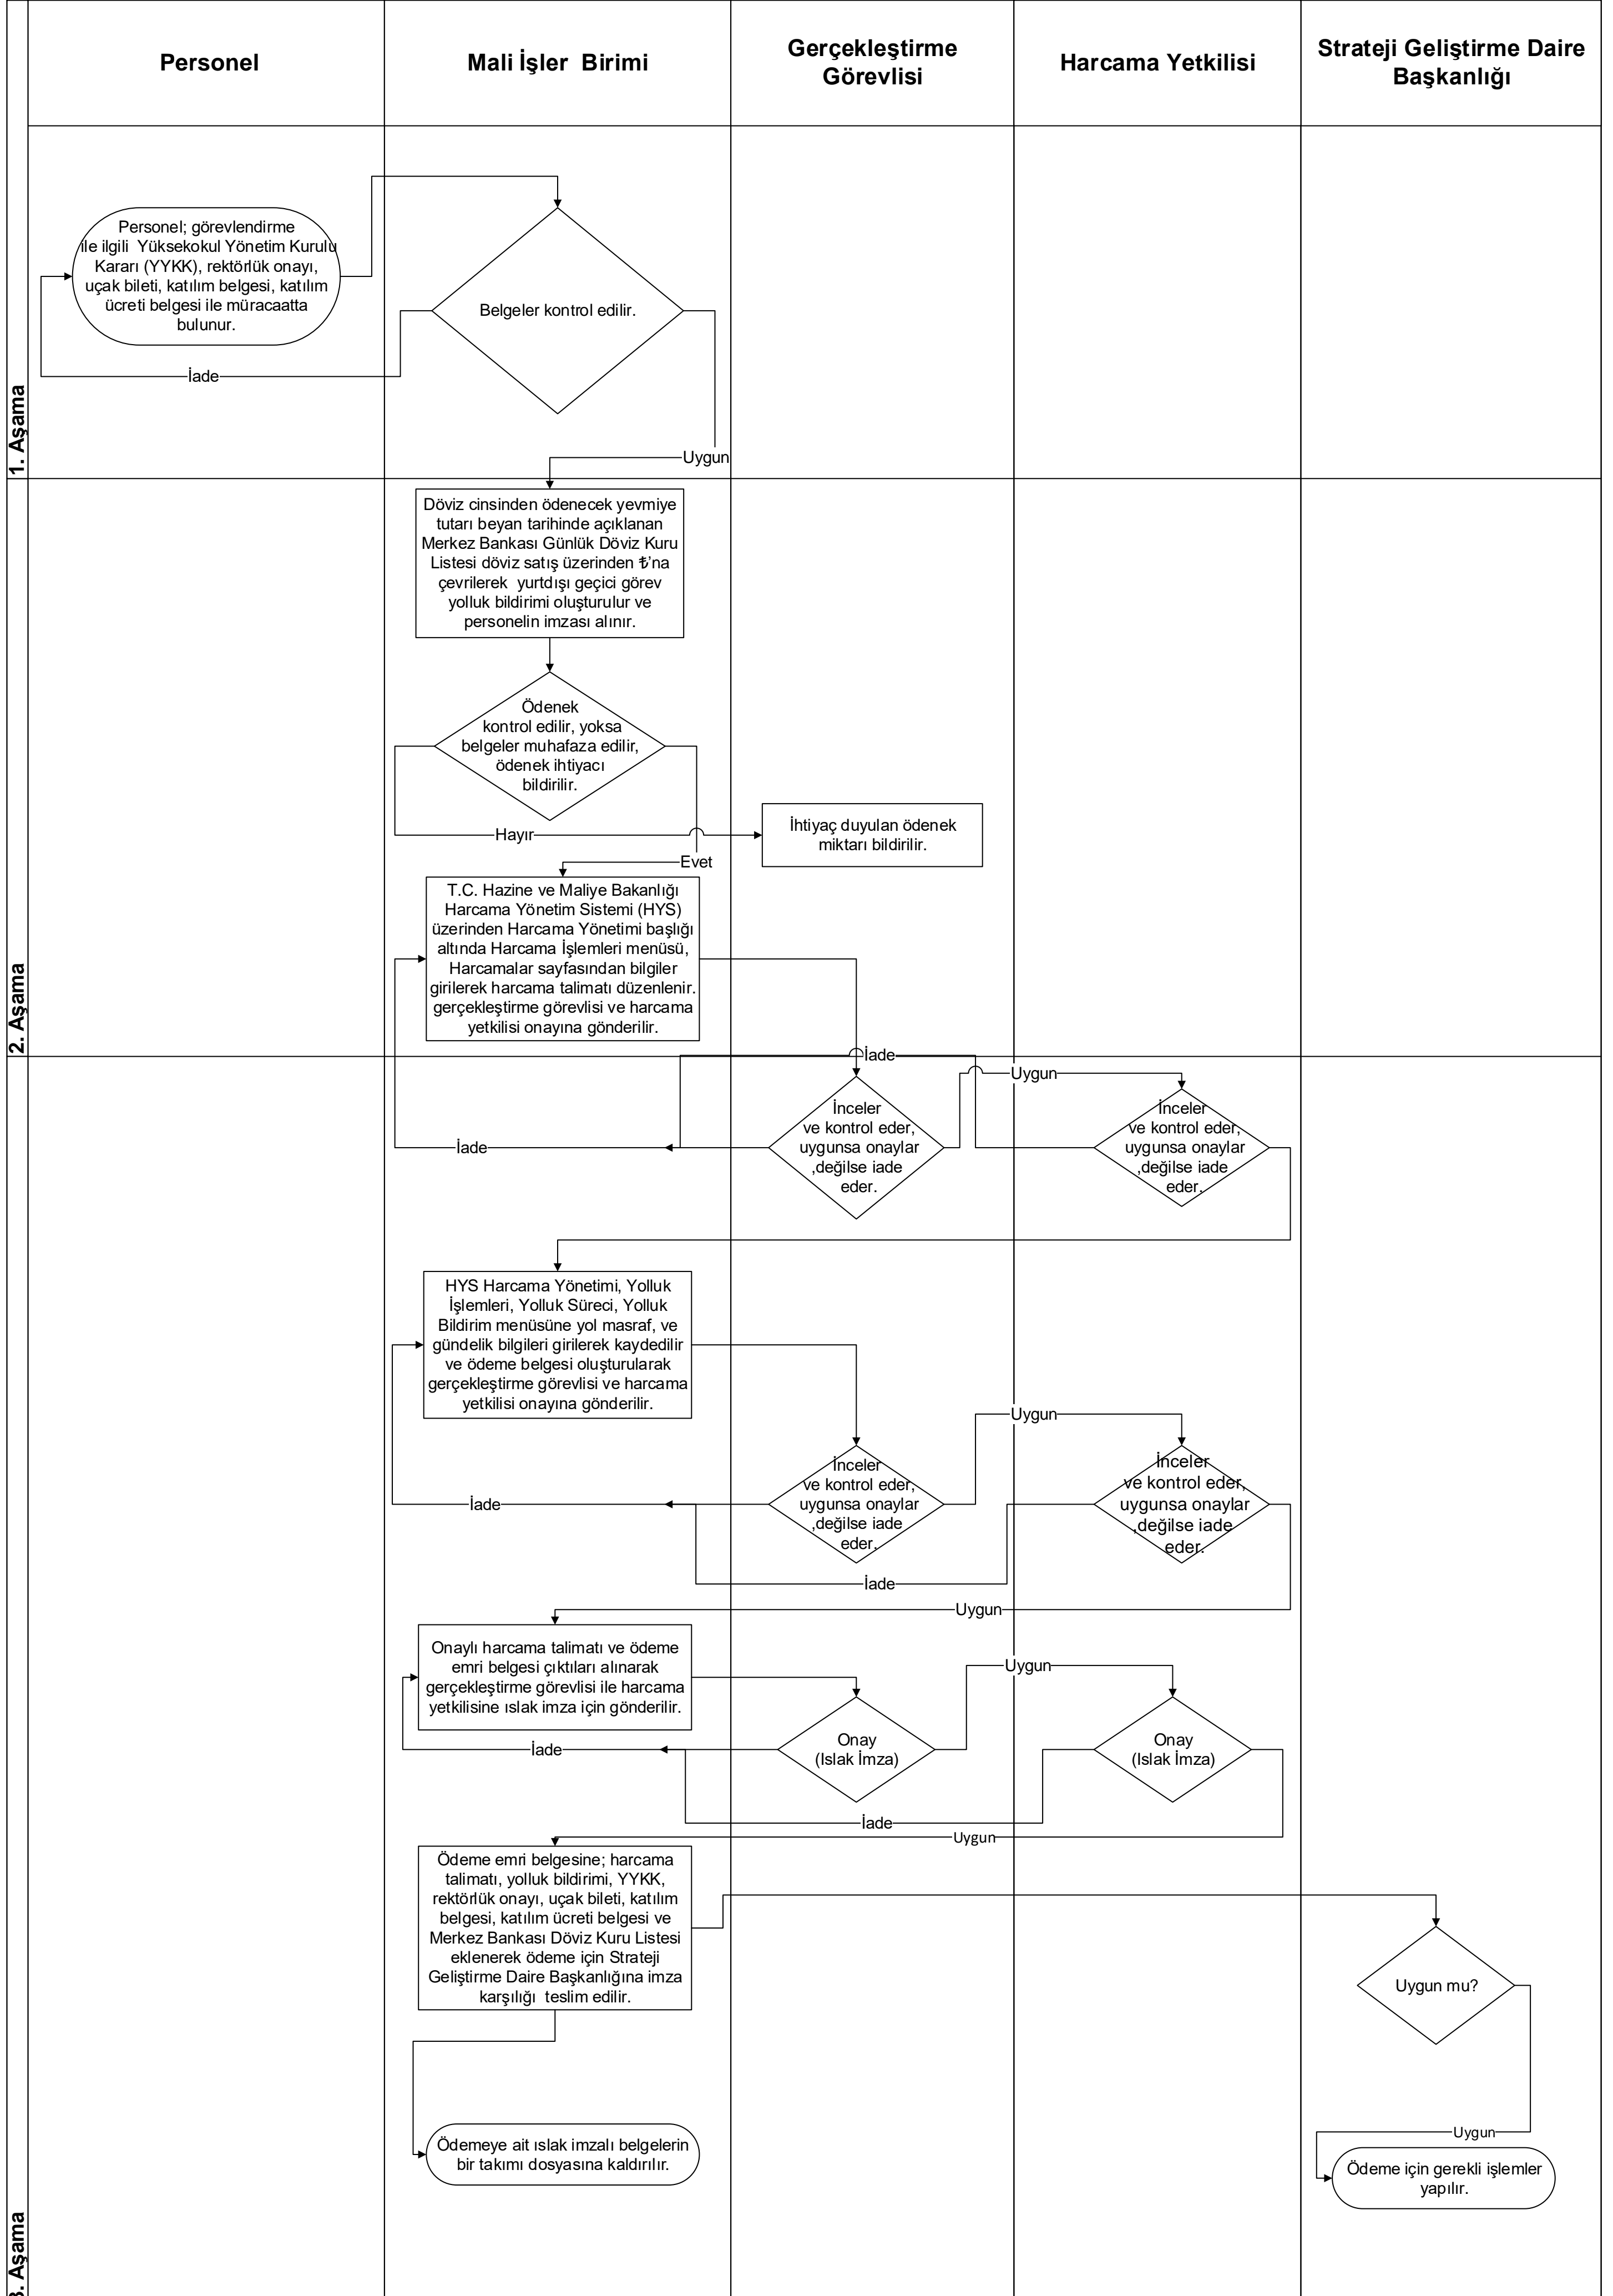 Personel
Mali İşler  Birimi
Gerçekleştirme
Görevlisi
Harcama Yetkilisi
Strateji Geliştirme Daire
Başkanlığı
1. Aşama
Personel; görevlendirme
ile ilgili  Yüksekokul Yönetim Kurulu
Kararı (YYKK), rektörlük onayı,
uçak bileti, katılım belgesi, katılım
ücreti belgesi ile müracaatta
bulunur.
Belgeler kontrol edilir.
İade
Uygun
2. Aşama
Döviz cinsinden ödenecek yevmiye
tutarı beyan tarihinde açıklanan
Merkez Bankası Günlük Döviz Kuru
Listesi döviz satış üzerinden ₺'na
çevrilerek  yurtdışı geçici görev
yolluk bildirimi oluşturulur ve
personelin imzası alınır.
Ödenek
kontrol edilir, yoksa
belgeler muhafaza edilir,
ödenek ihtiyacı
bildirilir.
Hayır
İhtiyaç duyulan ödenek
miktarı bildirilir.
Evet
T.C. Hazine ve Maliye Bakanlığı
Harcama Yönetim Sistemi (HYS)
üzerinden Harcama Yönetimi başlığı
altında Harcama İşlemleri menüsü,
Harcamalar sayfasından bilgiler
girilerek harcama talimatı düzenlenir.
gerçekleştirme görevlisi ve harcama
yetkilisi onayına gönderilir.
İade
Uygun
İnceler
ve kontrol eder,
uygunsa onaylar
,değilse iade
eder.
İnceler
ve kontrol eder,
uygunsa onaylar
,değilse iade
eder.
İade
HYS Harcama Yönetimi, Yolluk
İşlemleri, Yolluk Süreci, Yolluk
Bildirim menüsüne yol masraf, ve
gündelik bilgileri girilerek kaydedilir
ve ödeme belgesi oluşturularak
gerçekleştirme görevlisi ve harcama
yetkilisi onayına gönderilir.
Uygun
İnceler
ve kontrol eder,
uygunsa onaylar
,değilse iade
eder.
İnceler
ve kontrol eder,
uygunsa onaylar
,değilse iade
eder.
İade
İade
Uygun
Onaylı harcama talimatı ve ödeme
emri belgesi çıktıları alınarak
gerçekleştirme görevlisi ile harcama
yetkilisine ıslak imza için gönderilir.
Uygun
Onay
(Islak İmza)
Onay
(Islak İmza)
İade
İade
Uygun
Ödeme emri belgesine; harcama
talimatı, yolluk bildirimi, YYKK,
rektörlük onayı, uçak bileti, katılım
belgesi, katılım ücreti belgesi ve
Merkez Bankası Döviz Kuru Listesi
eklenerek ödeme için Strateji
Geliştirme Daire Başkanlığına imza
karşılığı  teslim edilir.
Uygun mu?
Uygun
Ödemeye ait ıslak imzalı belgelerin
bir takımı dosyasına kaldırılır.
Ödeme için gerekli işlemler
yapılır.
3. Aşama